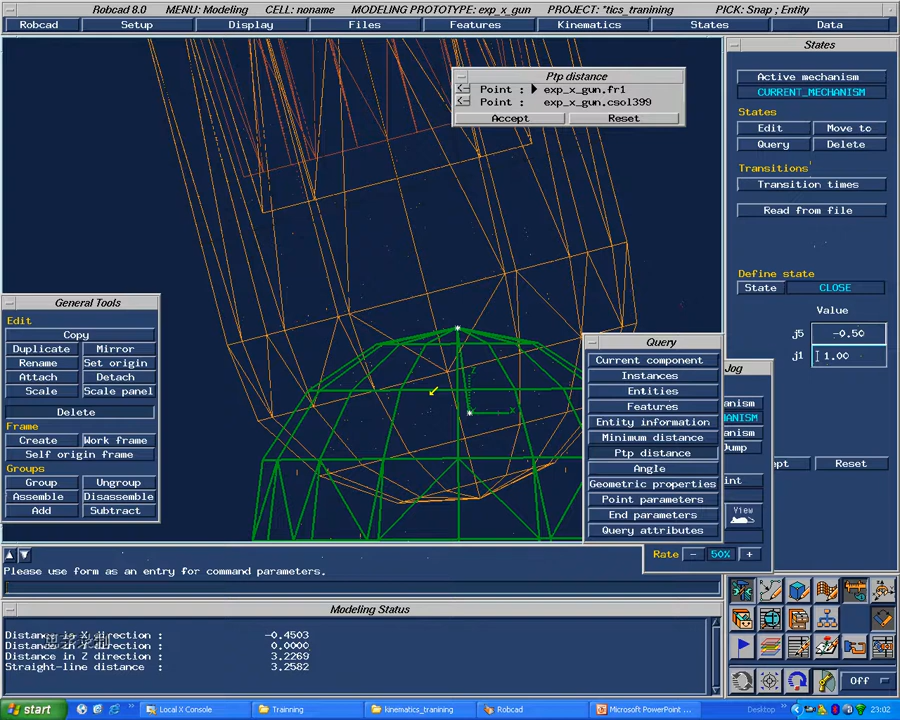 Robcad 8.0 MENU: Modeling CELL: noname MODELING PROTOTYPE: exp_x_gun PROJECT: *tics_tranining PICK: Snap ; Entity
Robcad Setup Display Files Features Kinematics States Data
Ptp distance
Point : exp_x_gun.fr1
Point : exp_x_gun.csol399
Accept Reset
States
Active mechanism
CURRENT_MECHANISM
States
Edit Move to
Query Delete
Transitions
Transition times
Read from file
Define state
State CLOSE
Value
j5 -0.50
j1 1.00
Reset
General Tools
Edit
Copy
Duplicate Mirror
Rename Set origin
Attach Detach
Scale Scale panel
Delete
Frame
Create Work frame
Self origin frame
Groups
Group Ungroup
Assemble Disassemble
Add Subtract
Query
Current component
Instances
Entities
Features
Entity information
Minimum distance
Ptp distance
Angle
Geometric properties
Point parameters
End parameters
Query attributes
Jog
View
Rate - 50% +
z
x
Please use form as an entry for command parameters.
Modeling Status
Distance in X direction : -0.4503
Distance in Y direction : 0.0000
Distance in Z direction : 3.2269
Straight-line distance : 3.2582
Off
start Local X Console Trainning kinematics_tranining Robcad Microsoft PowerPoint ... Desktop 23:02